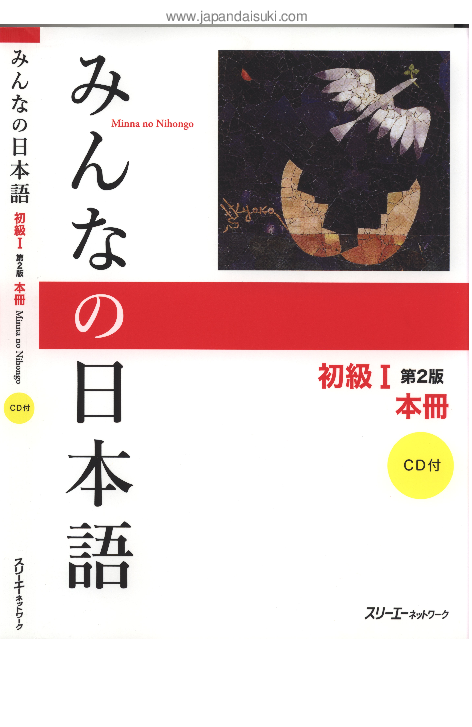 www.japandaisuki.com
みんなの日本語
初級 I 第2版 本冊
Minna no Nihongo
CD付
スリーエーネットワーク
みんなの日本語
Minna no Nihongo
初級 I 第2版
本冊
CD付
スリーエーネットワーク